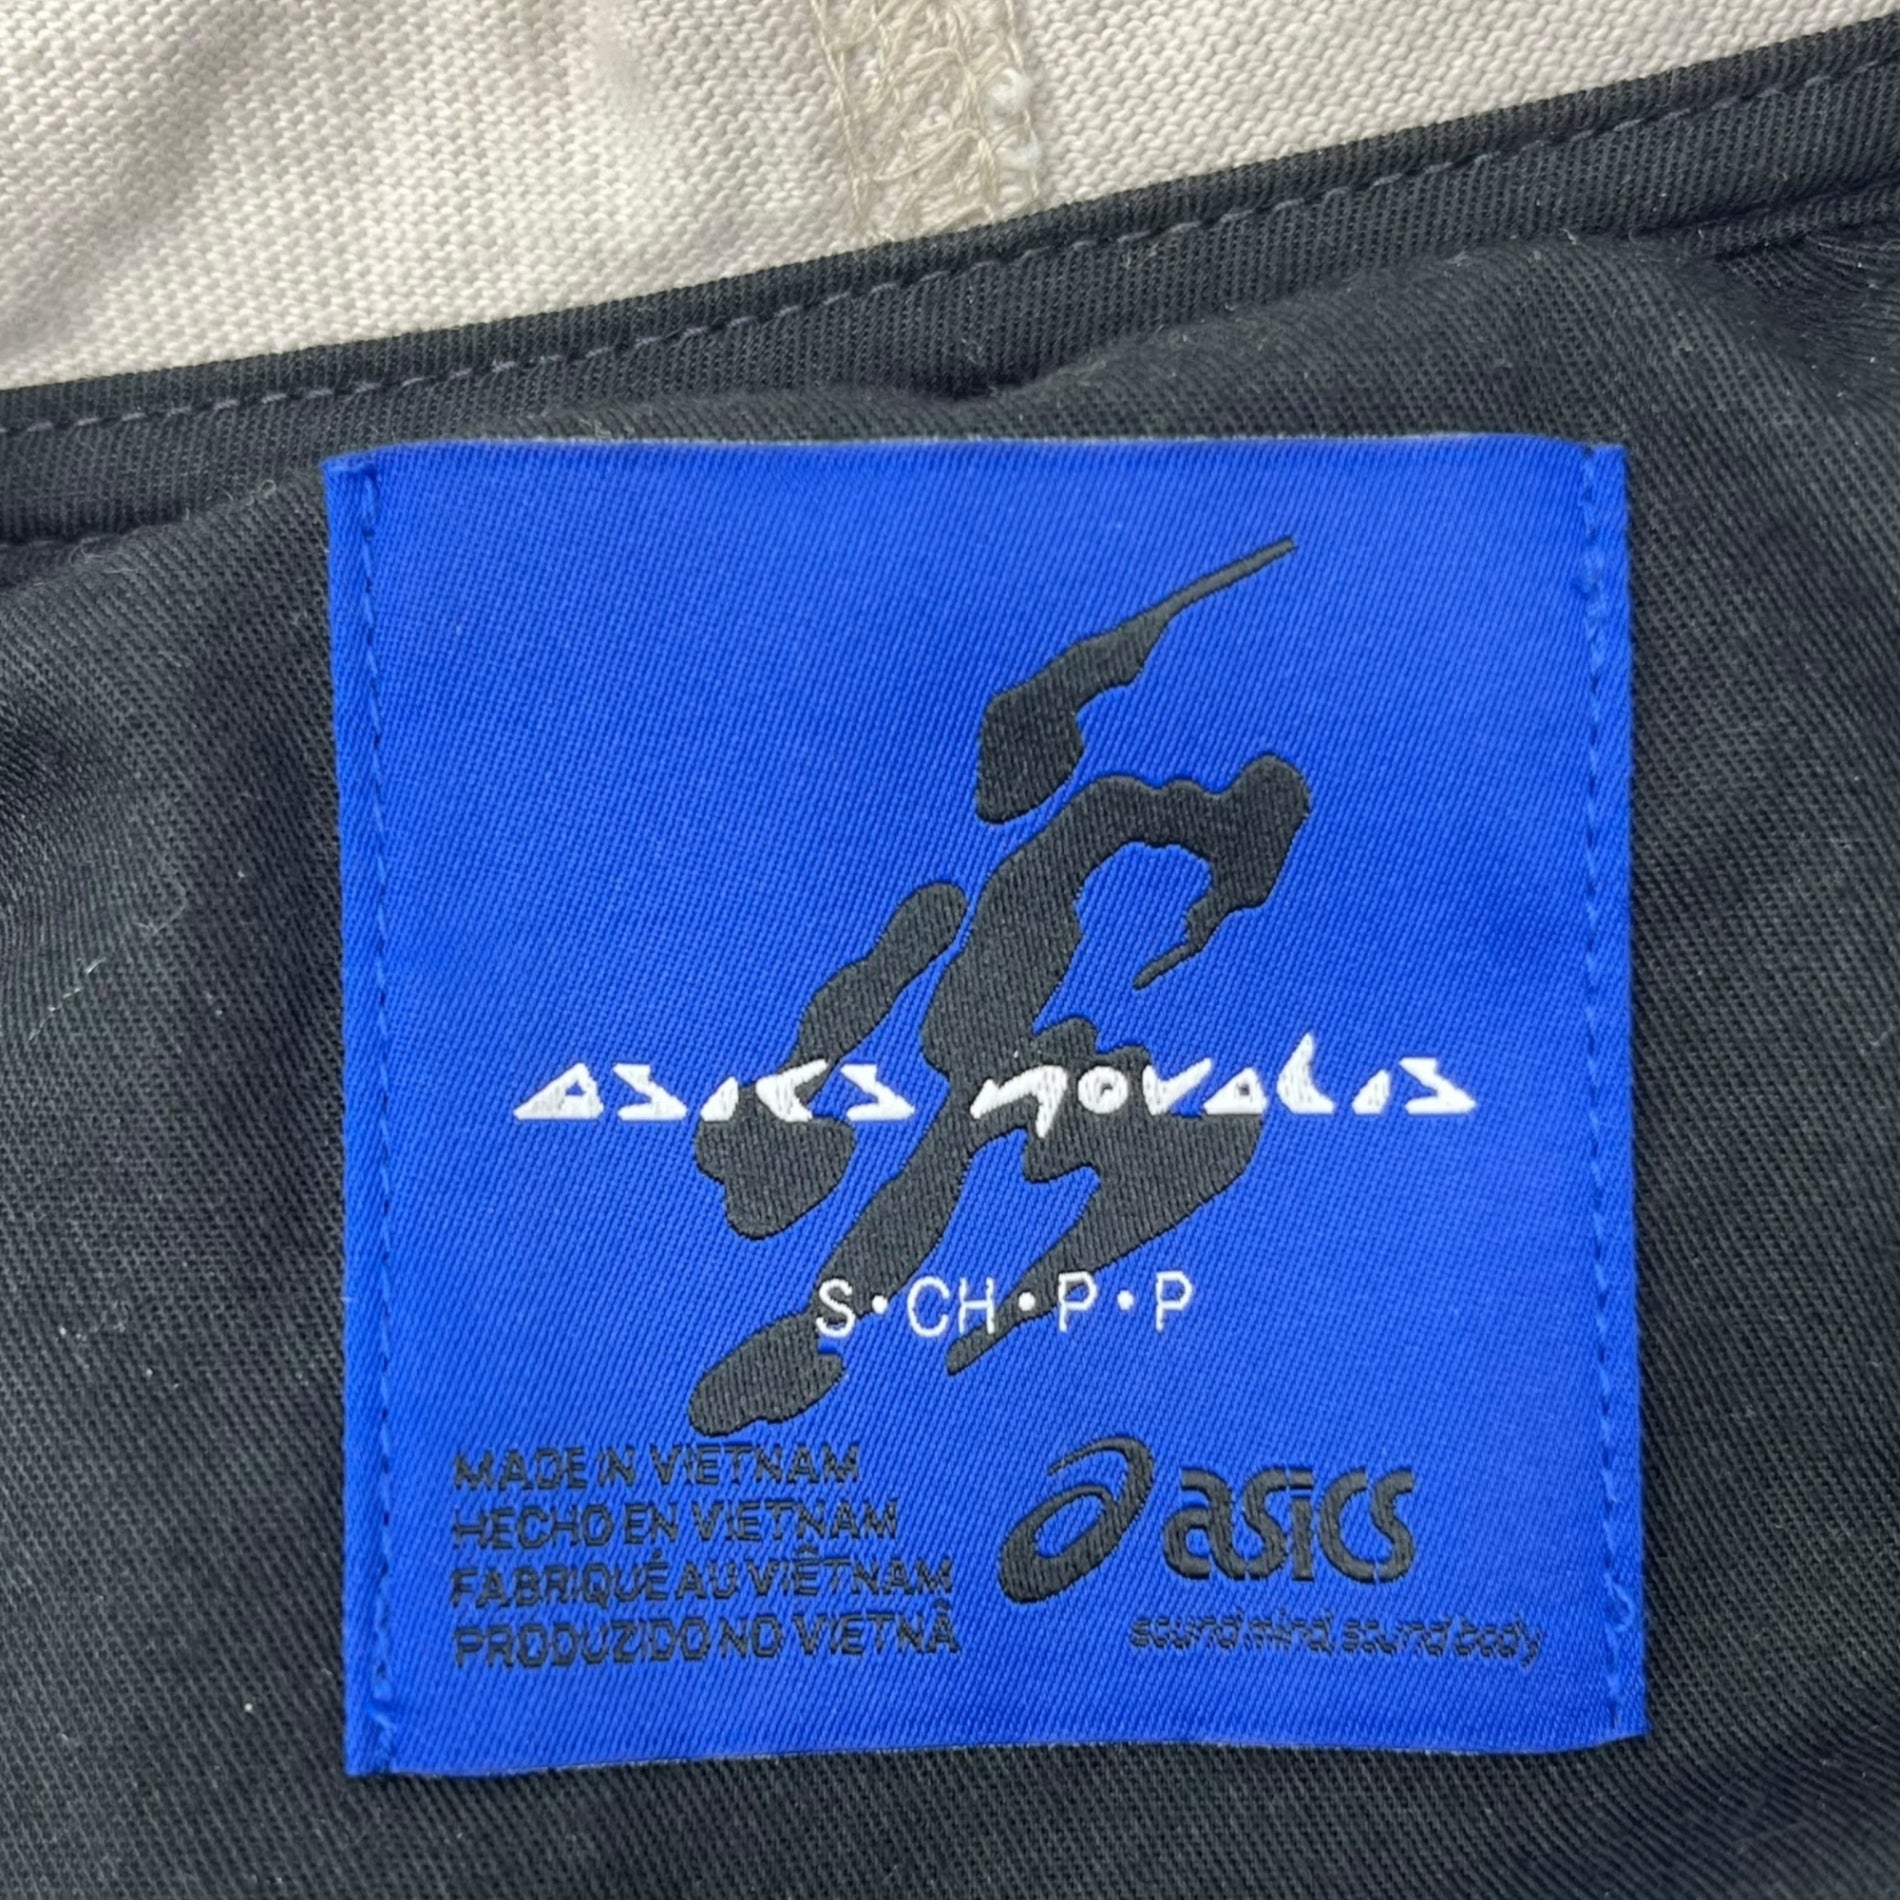 ASICS NOVALIS
S・CH・P・P
MADE IN VIETNAM
HECHO EN VIETNAM
FABRIQUÉ AU VIÊTNAM
PRODUZIDO NO VIETNÃ
asics
sound mind, sound body